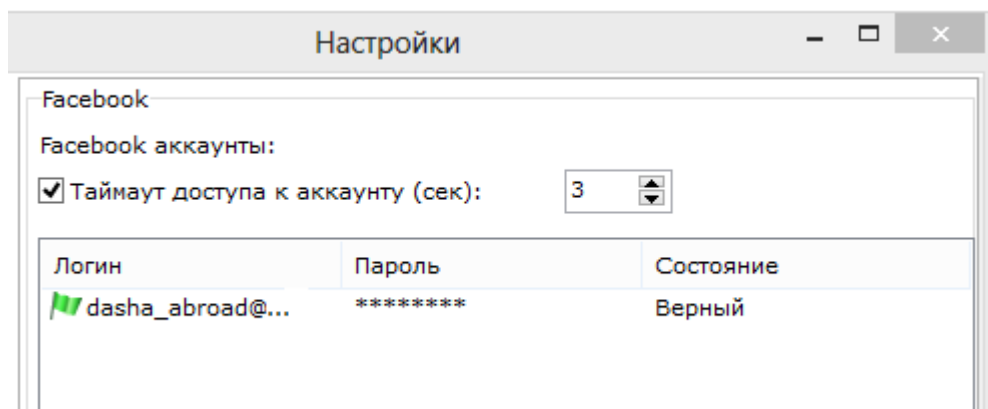 Настройки
Facebook
Facebook аккаунты:
Таймаут доступа к аккаунту (сек): 3
Логин Пароль Состояние
dasha_abroad@... ******** Верный